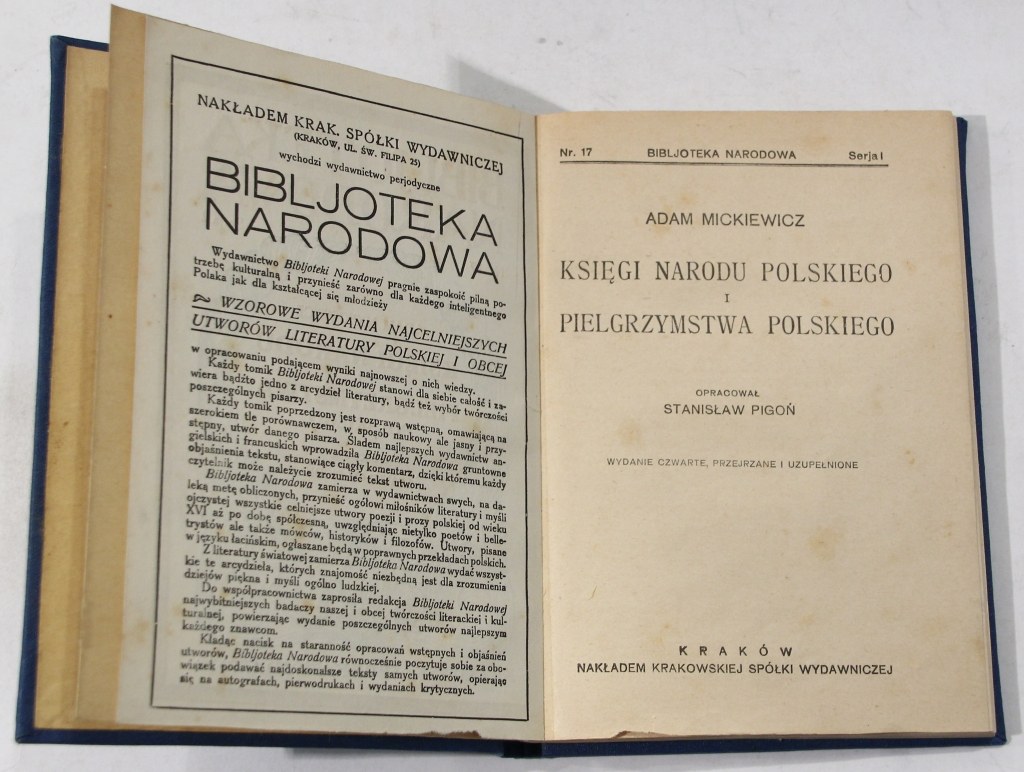 NAKŁADEM KRAK. SPÓŁKI WYDAWNICZEJ
(KRAKÓW, UL. ŚW. FILIPA 25)
wychodzi wydawnictwo perjodyczne
BIBLJOTEKA
NARODOWA
Wydawnictwo Bibljoteki Narodowej pragnie zaspokoić pilną po-
trzebę kulturalną i przynieść zarówno dla każdego inteligentnego
Polaka jak dla kształcącej się młodzieży
~ WZOROWE WYDANIA NAJCELNIEJSZYCH
UTWORÓW LITERATURY POLSKIEJ I OBCEJ
w opracowaniu podającem wyniki najnowszej o nich wiedzy.
Każdy tomik Bibljoteki Narodowej stanowi dla siebie całość i za-
wiera bądźto jedno z arcydzieł literatury, bądź też wybór twórczości
poszczególnych pisarzy.
Każdy tomik poprzedzony jest rozprawą wstępną, omawiającą na
szerokiem tle porównawczem, w sposób naukowy ale jasny i przy-
stępny, utwór danego pisarza. Śladem najlepszych wydawnictw an-
gielskich i francuskich wprowadziła Bibljoteka Narodowa gruntowne
objaśnienia tekstu, stanowiące ciągły komentarz, dzięki któremu każdy
czytelnik może należycie zrozumieć tekst utworu.
Bibljoteka Narodowa zamierza w wydawnictwach swych, na da-
leką metę obliczonych, przynieść ogółowi miłośników literatury i myśli
ojczystej wszystkie celniejsze utwory poezji i prozy polskiej od wieku
XVI aż po dobę spółczesną, uwzględniając nietylko poetów i belle-
trystów ale także mówców, historyków i filozofów. Utwory, pisane
w języku łacińskim, ogłaszane będą w poprawnych przekładach polskich.
Z literatury światowej zamierza Bibljoteka Narodowa wydać wszyst-
kie te arcydzieła, których znajomość niezbędną jest dla zrozumienia
dziejów piękna i myśli ogólno ludzkiej.
Do współpracownictwa zaprosiła redakcja Bibljoteki Narodowej
najwybitniejszych badaczy naszej i obcej twórczości literackiej i kul-
turalnej, powierzając wydanie poszczególnych utworów najlepszym
każdego znawcom.
Kładąc nacisk na staranność opracowań wstępnych i objaśnień
utworów, Bibljoteka Narodowa równocześnie poczytuje sobie za obo-
wiązek podawać najdoskonalsze teksty samych utworów, opierając
się na autografach, pierwodrukach i wydaniach krytycznych.
Nr. 17 BIBLJOTEKA NARODOWA Serja I
ADAM MICKIEWICZ
KSIĘGI NARODU POLSKIEGO
I
PIELGRZYMSTWA POLSKIEGO
OPRACOWAŁ
STANISŁAW PIGOŃ
WYDANIE CZWARTE, PRZEJRZANE I UZUPEŁNIONE
KRAKÓW
NAKŁADEM KRAKOWSKIEJ SPÓŁKI WYDAWNICZEJ